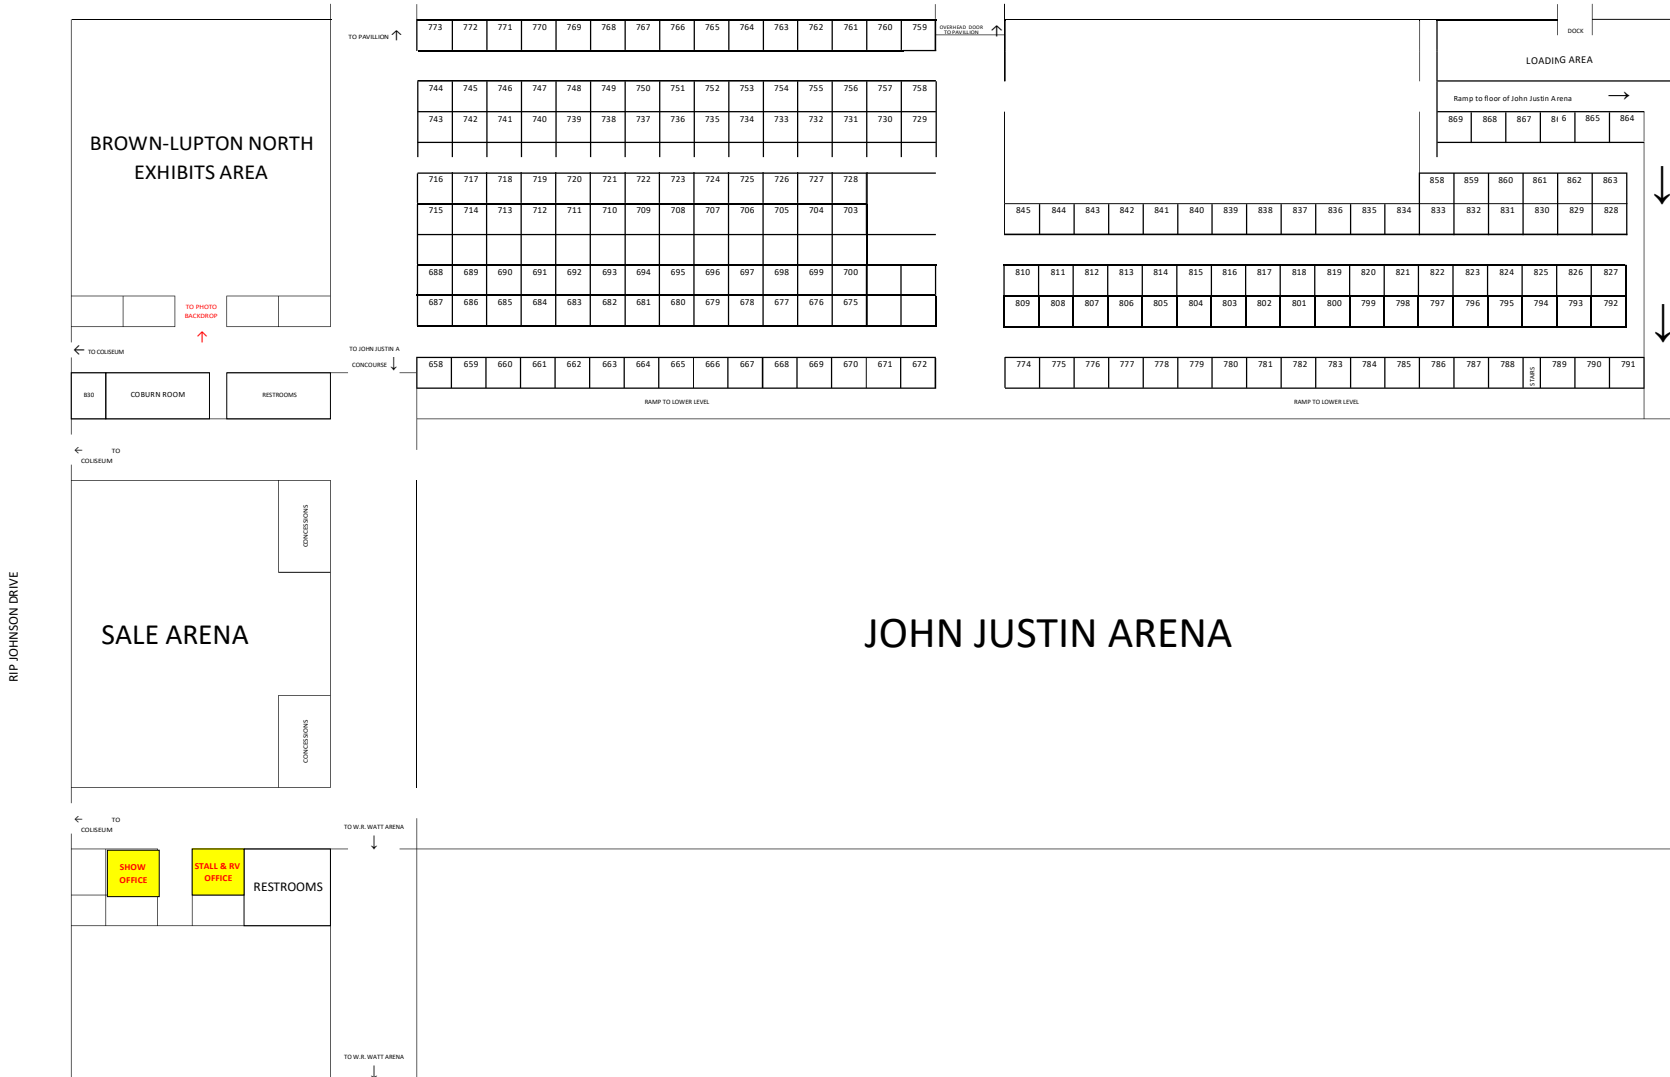 773 772 771 770 769 768 767 766 765 764 763 762 761 760 759
OVERHEAD DOOR
TO PAVILLION
TO PAVILLION ↑
↑
DOCK
LOADING AREA
744 745 746 747 748 749 750 751 752 753 754 755 756 757 758
Ramp to floor of John Justin Arena →
743 742 741 740 739 738 737 736 735 734 733 732 731 730 729
869 868 867 866 865 864
BROWN-LUPTON NORTH
EXHIBITS AREA
716 717 718 719 720 721 722 723 724 725 726 727 728
858 859 860 861 862 863
715 714 713 712 711 710 709 708 707 706 705 704 703
845 844 843 842 841 840 839 838 837 836 835 834 833 832 831 830 829 828
688 689 690 691 692 693 694 695 696 697 698 699 700
810 811 812 813 814 815 816 817 818 819 820 821 822 823 824 825 826 827
687 686 685 684 683 682 681 680 679 678 677 676 675
809 808 807 806 805 804 803 802 801 800 799 798 797 796 795 794 793 792
TO PHOTO
BACKDROP
↑
← TO COLISEUM
TO JOHN JUSTIN A
CONCOURSE ↓
658 659 660 661 662 663 664 665 666 667 668 669 670 671 672
774 775 776 777 778 779 780 781 782 783 784 785 786 787 788 STAIRS 789 790 791
830 COBURN ROOM RESTROOMS
RAMP TO LOWER LEVEL
RAMP TO LOWER LEVEL
← TO
COLISEUM
CONCESSIONS
RIP JOHNSON DRIVE
SALE ARENA
JOHN JUSTIN ARENA
CONCESSIONS
← TO
COLISEUM
TO W.R. WATT ARENA
↓
SHOW
OFFICE
STALL & RV
OFFICE
RESTROOMS
TO W.R. WATT ARENA
↓